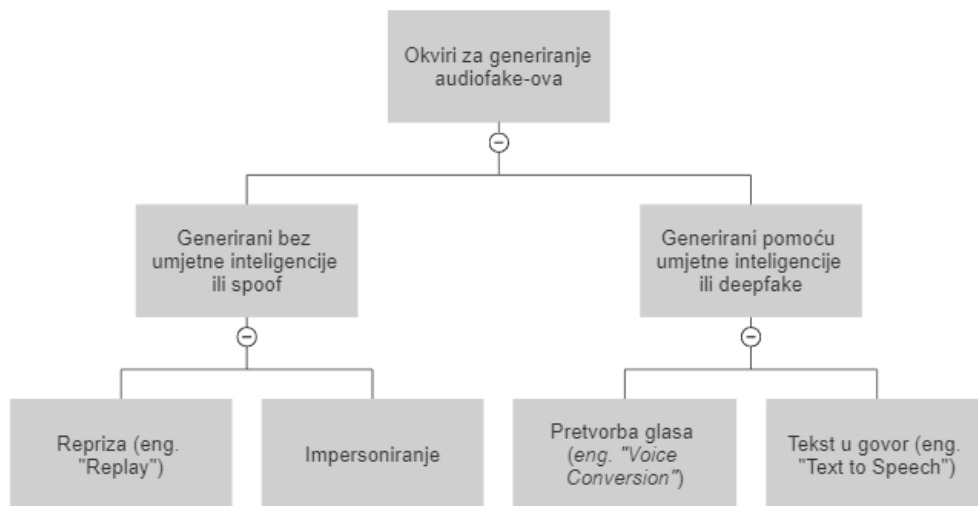 Okviri za generiranje
audiofake-ova
Generirani bez
umjetne inteligencije
ili spoof
Generirani pomoću
umjetne inteligencije
ili deepfake
Repriza (eng.
"Replay")
Impersoniranje
Pretvorba glasa
(eng. "Voice
Conversion")
Tekst u govor (eng.
"Text to Speech")